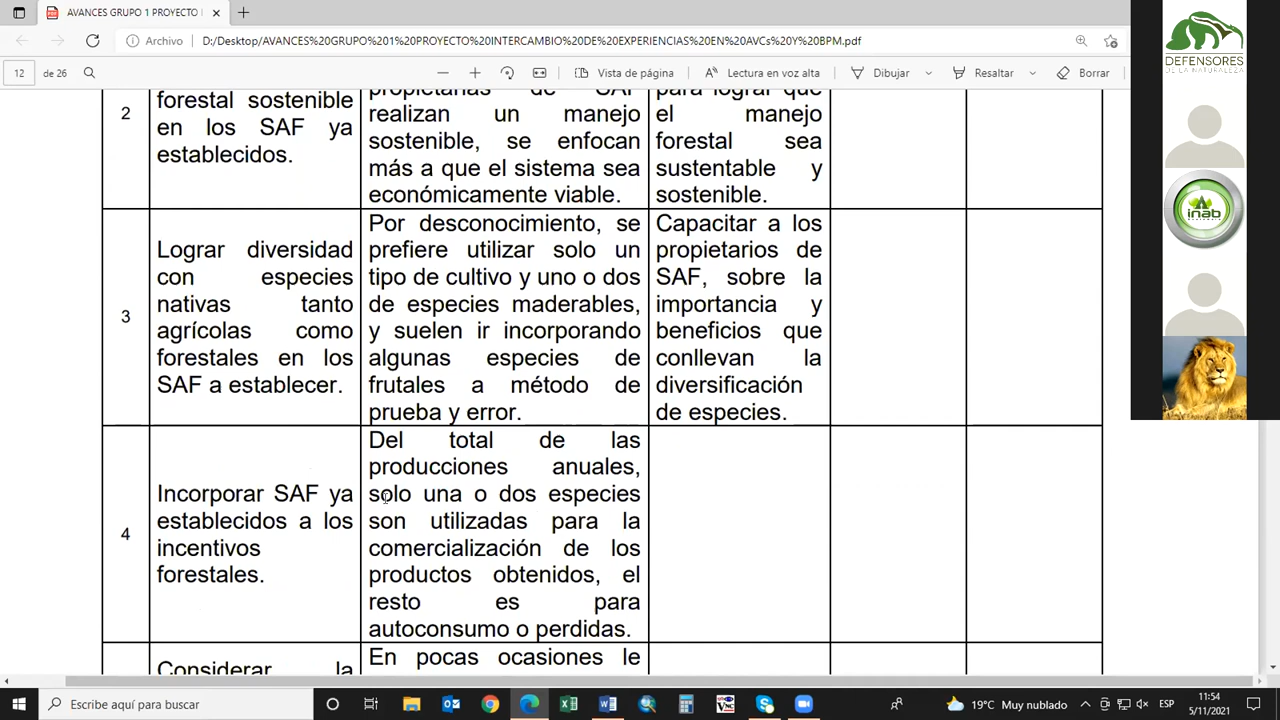 AVANCES GRUPO 1 PROYECTO
Archivo
D:/Desktop/AVANCES%20GRUPO%201%20PROYECTO%20INTERCAMBIO%20DE%20EXPERIENCIAS%20EN%20AVCs%20Y%20BPM.pdf
12
de 26
Vista de página
Lectura en voz alta
Dibujar
Resaltar
Borrar
2
forestal sostenible
en los SAF ya
establecidos.
propietarias de SAF
realizan un manejo
sostenible, se enfocan
más a que el sistema sea
económicamente viable.
para lograr que
el manejo
forestal sea
sustentable y
sostenible.
3
Lograr diversidad
con especies
nativas tanto
agrícolas como
forestales en los
SAF a establecer.
Por desconocimiento, se
prefiere utilizar solo un
tipo de cultivo y uno o dos
de especies maderables,
y suelen ir incorporando
algunas especies de
frutales a método de
prueba y error.
Capacitar a los
propietarios de
SAF, sobre la
importancia y
beneficios que
conllevan la
diversificación
de especies.
4
Incorporar SAF ya
establecidos a los
incentivos
forestales.
Del total de las
producciones anuales,
solo una o dos especies
son utilizadas para la
comercialización de los
productos obtenidos, el
resto es para
autoconsumo o perdidas.
Considerar la
En pocas ocasiones le
DEFENSORES
DE LA NATURALEZA
inab
Escribe aquí para buscar
19°C Muy nublado
ESP
11:54
5/11/2021